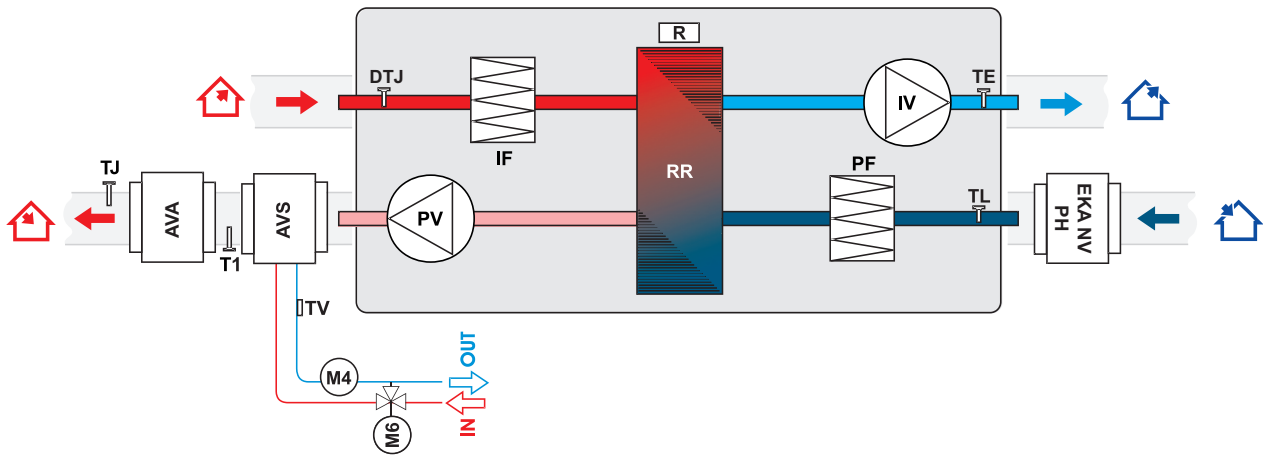 R
DTJ
TE
IV
IF
PF
RR
TJ
AVA
AVS
PV
TL
EKA NV
PH
T1
TV
OUT
M4
IN
M6